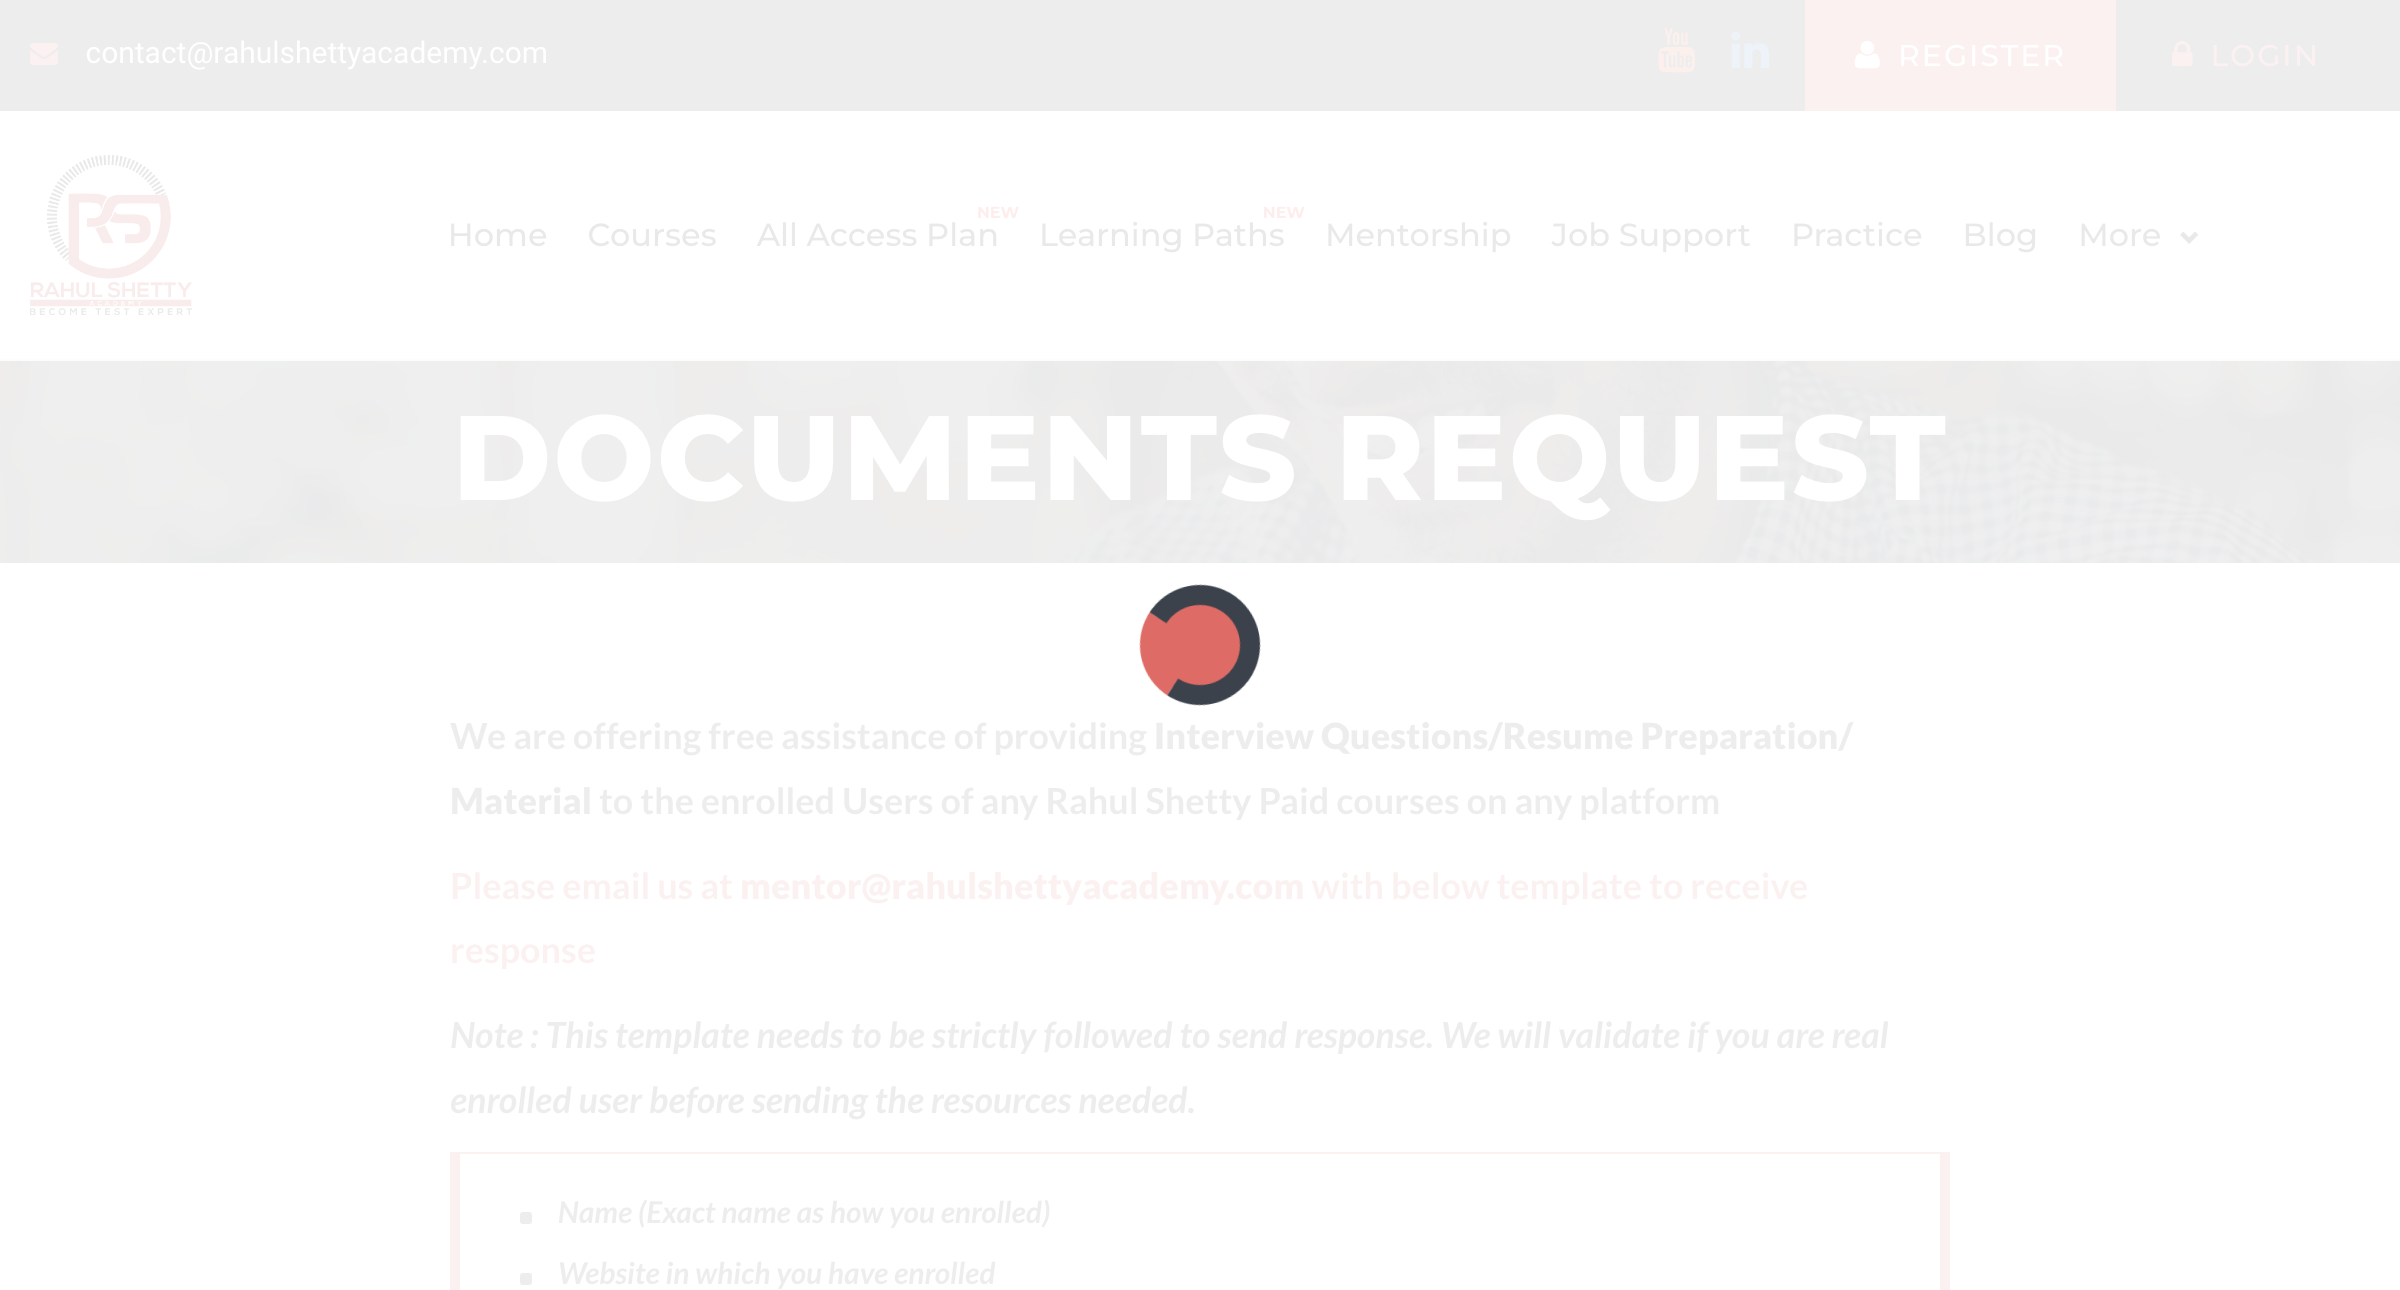 contact@rahulshettyacademy.com
You
Tube
in
REGISTER
LOGIN
RS
RAHUL SHETTY
ACADEMY
BECOME TEST EXPERT
Home
Courses
All Access Plan NEW
Learning Paths NEW
Mentorship
Job Support
Practice
Blog
More
DOCUMENTS REQUEST
We are offering free assistance of providing Interview Questions/Resume Preparation/
Material to the enrolled Users of any Rahul Shetty Paid courses on any platform
Please email us at mentor@rahulshettyacademy.com with below template to receive
response
Note : This template needs to be strictly followed to send response. We will validate if you are real
enrolled user before sending the resources needed.
Name (Exact name as how you enrolled)
Website in which you have enrolled